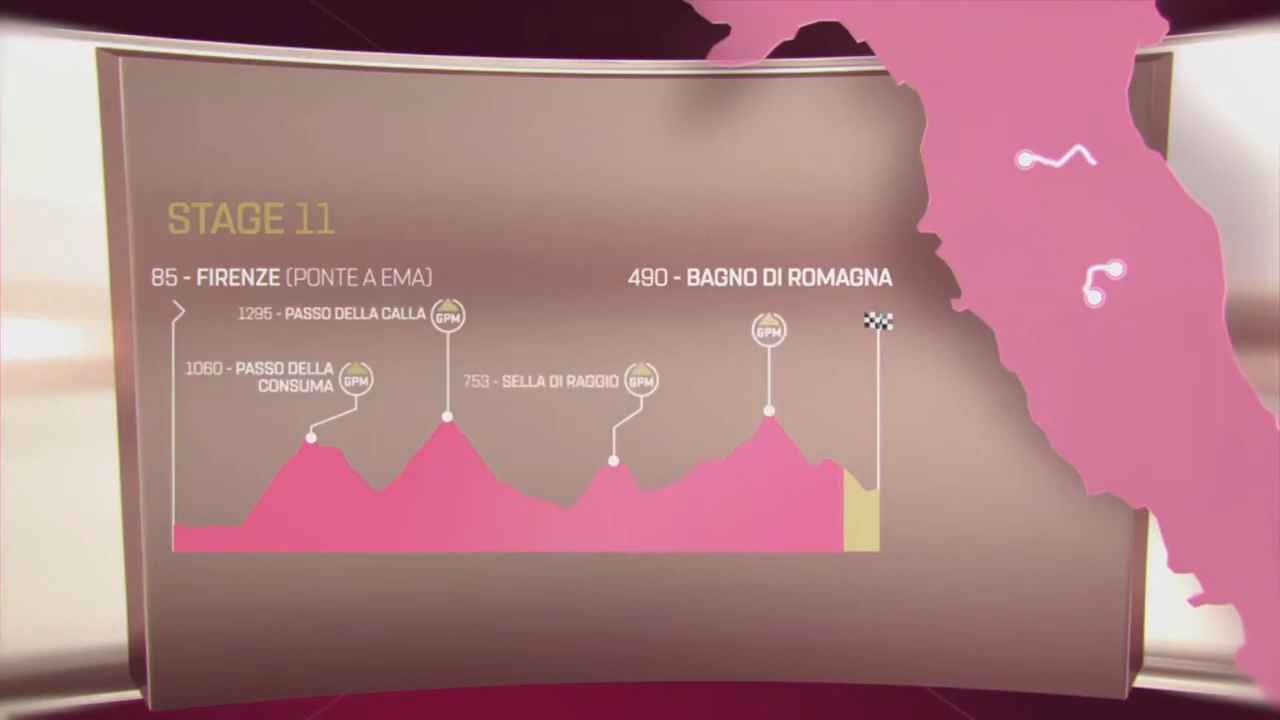 STAGE 11
85 - FIRENZE (PONTE A EMA)
490 - BAGNO DI ROMAGNA
1295 - PASSO DELLA CALLA
GPM
GPM
1060 - PASSO DELLA
CONSUMA
GPM
753 - SELLA DI RAGGIO
GPM